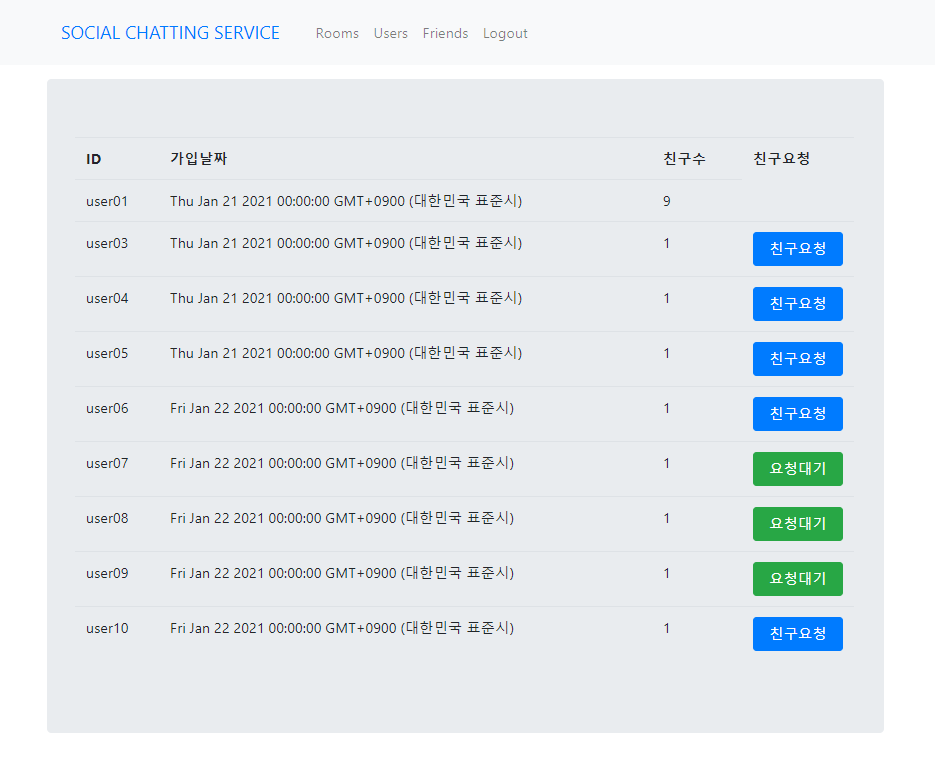 SOCIAL CHATTING SERVICE Rooms Users Friends Logout
ID 가입날짜 친구수 친구요청
user01 Thu Jan 21 2021 00:00:00 GMT+0900 (대한민국 표준시) 9
user03 Thu Jan 21 2021 00:00:00 GMT+0900 (대한민국 표준시) 1 친구요청
user04 Thu Jan 21 2021 00:00:00 GMT+0900 (대한민국 표준시) 1 친구요청
user05 Thu Jan 21 2021 00:00:00 GMT+0900 (대한민국 표준시) 1 친구요청
user06 Fri Jan 22 2021 00:00:00 GMT+0900 (대한민국 표준시) 1 친구요청
user07 Fri Jan 22 2021 00:00:00 GMT+0900 (대한민국 표준시) 1 요청대기
user08 Fri Jan 22 2021 00:00:00 GMT+0900 (대한민국 표준시) 1 요청대기
user09 Fri Jan 22 2021 00:00:00 GMT+0900 (대한민국 표준시) 1 요청대기
user10 Fri Jan 22 2021 00:00:00 GMT+0900 (대한민국 표준시) 1 친구요청